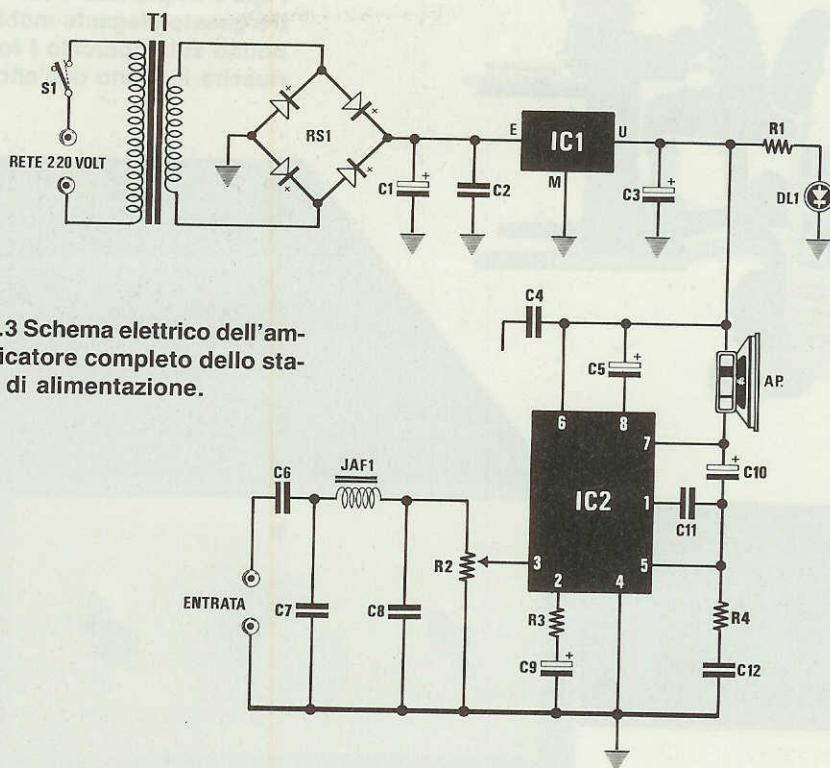 T1
S1
RETE 220 VOLT
RS1
C1
C2
E
IC1
U
M
C3
R1
DL1
.3 Schema elettrico dell'am-
icatore completo dello sta-
di alimentazione.
C4
C5
A.P.
6
8
7
IC2
1
C10
C11
3
5
2
4
C6
JAF1
ENTRATA
C7
C8
R2
R3
C9
R4
C12